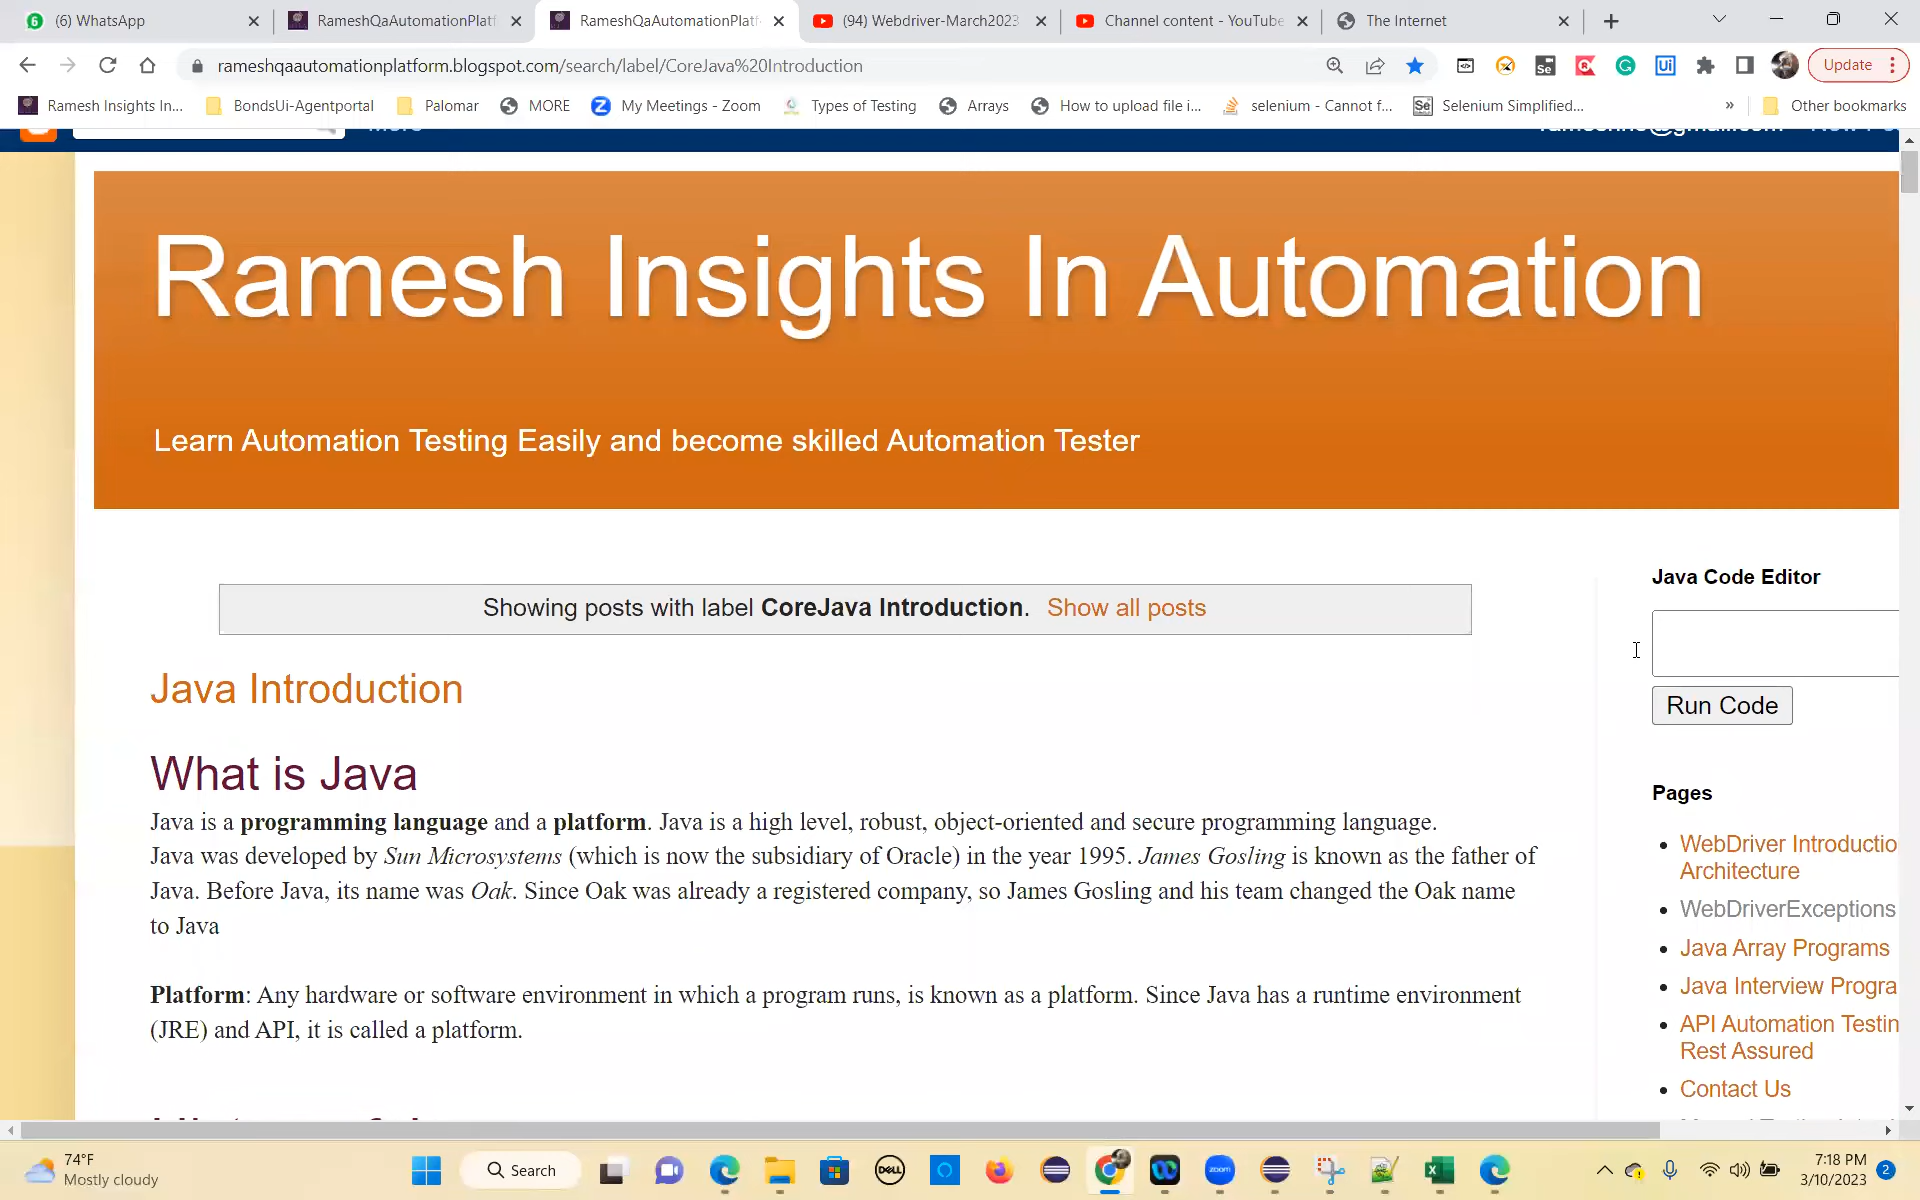 (6) WhatsApp
RameshQaAutomationPlatf
RameshQaAutomationPlatf
(94) Webdriver-March2023
Channel content - YouTube
The Internet
rameshqaautomationplatform.blogspot.com/search/label/CoreJava%20Introduction
Update
Ramesh Insights In...
BondsUi-Agentportal
Palomar
MORE
My Meetings - Zoom
Types of Testing
Arrays
How to upload file i...
selenium - Cannot f...
Selenium Simplified...
»
Other bookmarks
Ramesh Insights In Automation
Learn Automation Testing Easily and become skilled Automation Tester
Showing posts with label CoreJava Introduction. Show all posts
Java Introduction
What is Java
Java is a programming language and a platform. Java is a high level, robust, object-oriented and secure programming language.
Java was developed by Sun Microsystems (which is now the subsidiary of Oracle) in the year 1995. James Gosling is known as the father of
Java. Before Java, its name was Oak. Since Oak was already a registered company, so James Gosling and his team changed the Oak name
to Java
Platform: Any hardware or software environment in which a program runs, is known as a platform. Since Java has a runtime environment
(JRE) and API, it is called a platform.
Java Code Editor
Run Code
Pages
WebDriver Introductio
Architecture
WebDriverExceptions
Java Array Programs
Java Interview Progra
API Automation Testin
Rest Assured
Contact Us
74°F
Mostly cloudy
Search
DELL
zoom
7:18 PM
3/10/2023
2